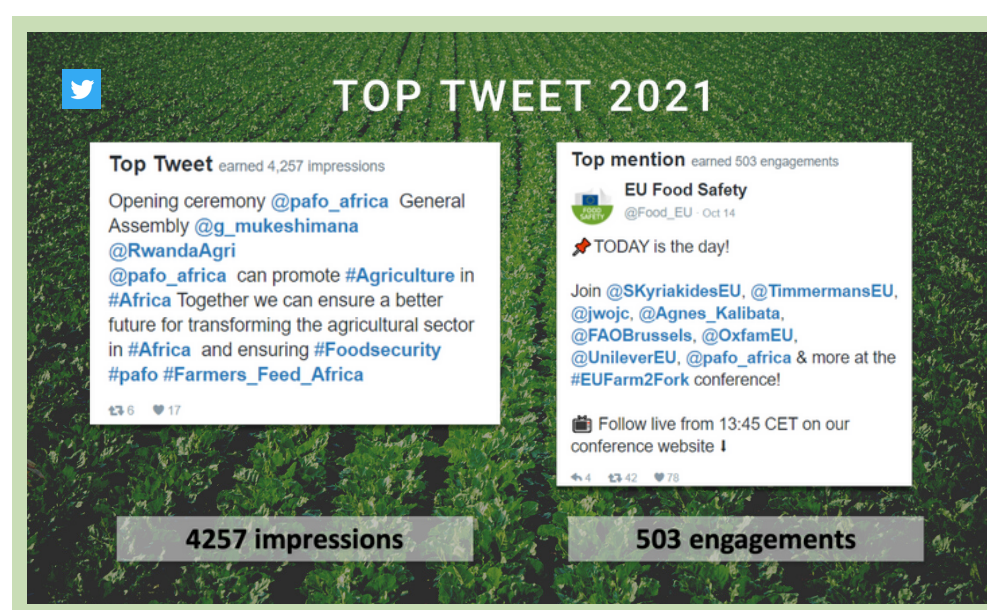 TOP TWEET 2021
Top Tweet earned 4,257 impressions
Opening ceremony @pafo_africa General
Assembly @g_mukeshimana
@RwandaAgri
@pafo_africa can promote #Agriculture in
#Africa Together we can ensure a better
future for transforming the agricultural sector
in #Africa and ensuring #Foodsecurity
#pafo #Farmers_Feed_Africa
6 17
4257 impressions
Top mention earned 503 engagements
EU Food Safety
FOOD
SAFETY
@Food_EU · Oct 14
📌TODAY is the day!
Join @SKyriakidesEU, @TimmermansEU,
@jwojc, @Agnes_Kalibata,
@FAOBrussels, @OxfamEU,
@UnileverEU, @pafo_africa & more at the
#EUFarm2Fork conference!
📺 Follow live from 13:45 CET on our
conference website ⬇
4 42 78
503 engagements